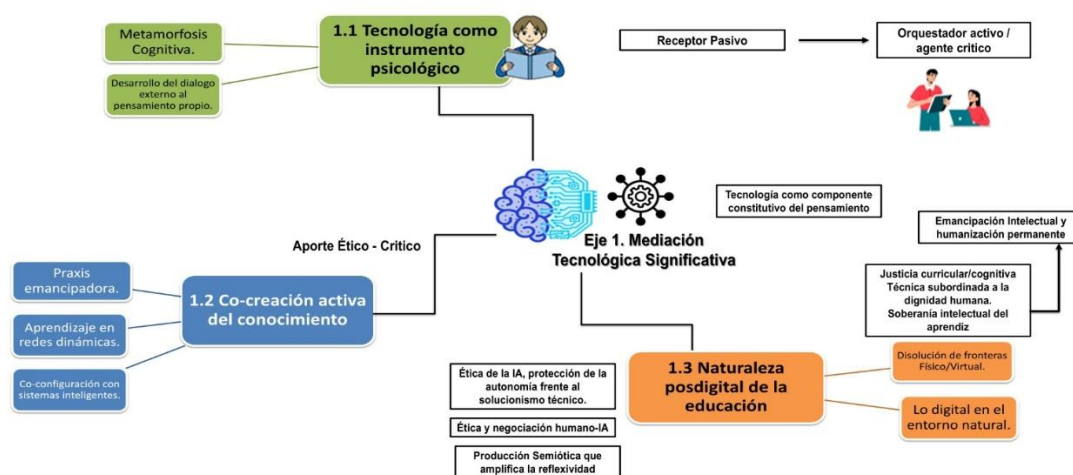 Metamorfosis
Cognitiva.
Desarrollo del dialogo
externo al
pensamiento propio.
1.1 Tecnología como
instrumento
psicológico
Receptor Pasivo
Orquestador activo /
agente critico
Tecnología como componente
constitutivo del pensamiento
Eje 1. Mediación
Tecnológica Significativa
Aporte Ético - Critico
Praxis
emancipadora.
Aprendizaje en
redes dinámicas.
Co-configuración con
sistemas inteligentes.
1.2 Co-creación activa
del conocimiento
Emancipación Intelectual y
humanización permanente
Justicia curricular/cognitiva
Técnica subordinada a la
dignidad humana.
Soberanía intelectual del
aprendiz
Ética de la IA, protección de la
autonomía frente al
solucionismo técnico.
Ética y negociación humano-IA
Producción Semiótica que
amplifica la reflexividad
1.3 Naturaleza
posdigital de la
educación
Disolución de fronteras
Físico/Virtual.
Lo digital en el
entorno natural.